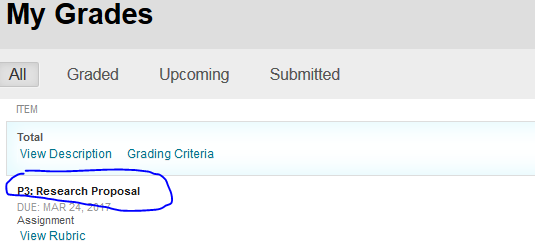 My Grades
All Graded Upcoming Submitted
ITEM
Total
View Description Grading Criteria
P3: Research Proposal
DUE: MAR 24, 2017
Assignment
View Rubric